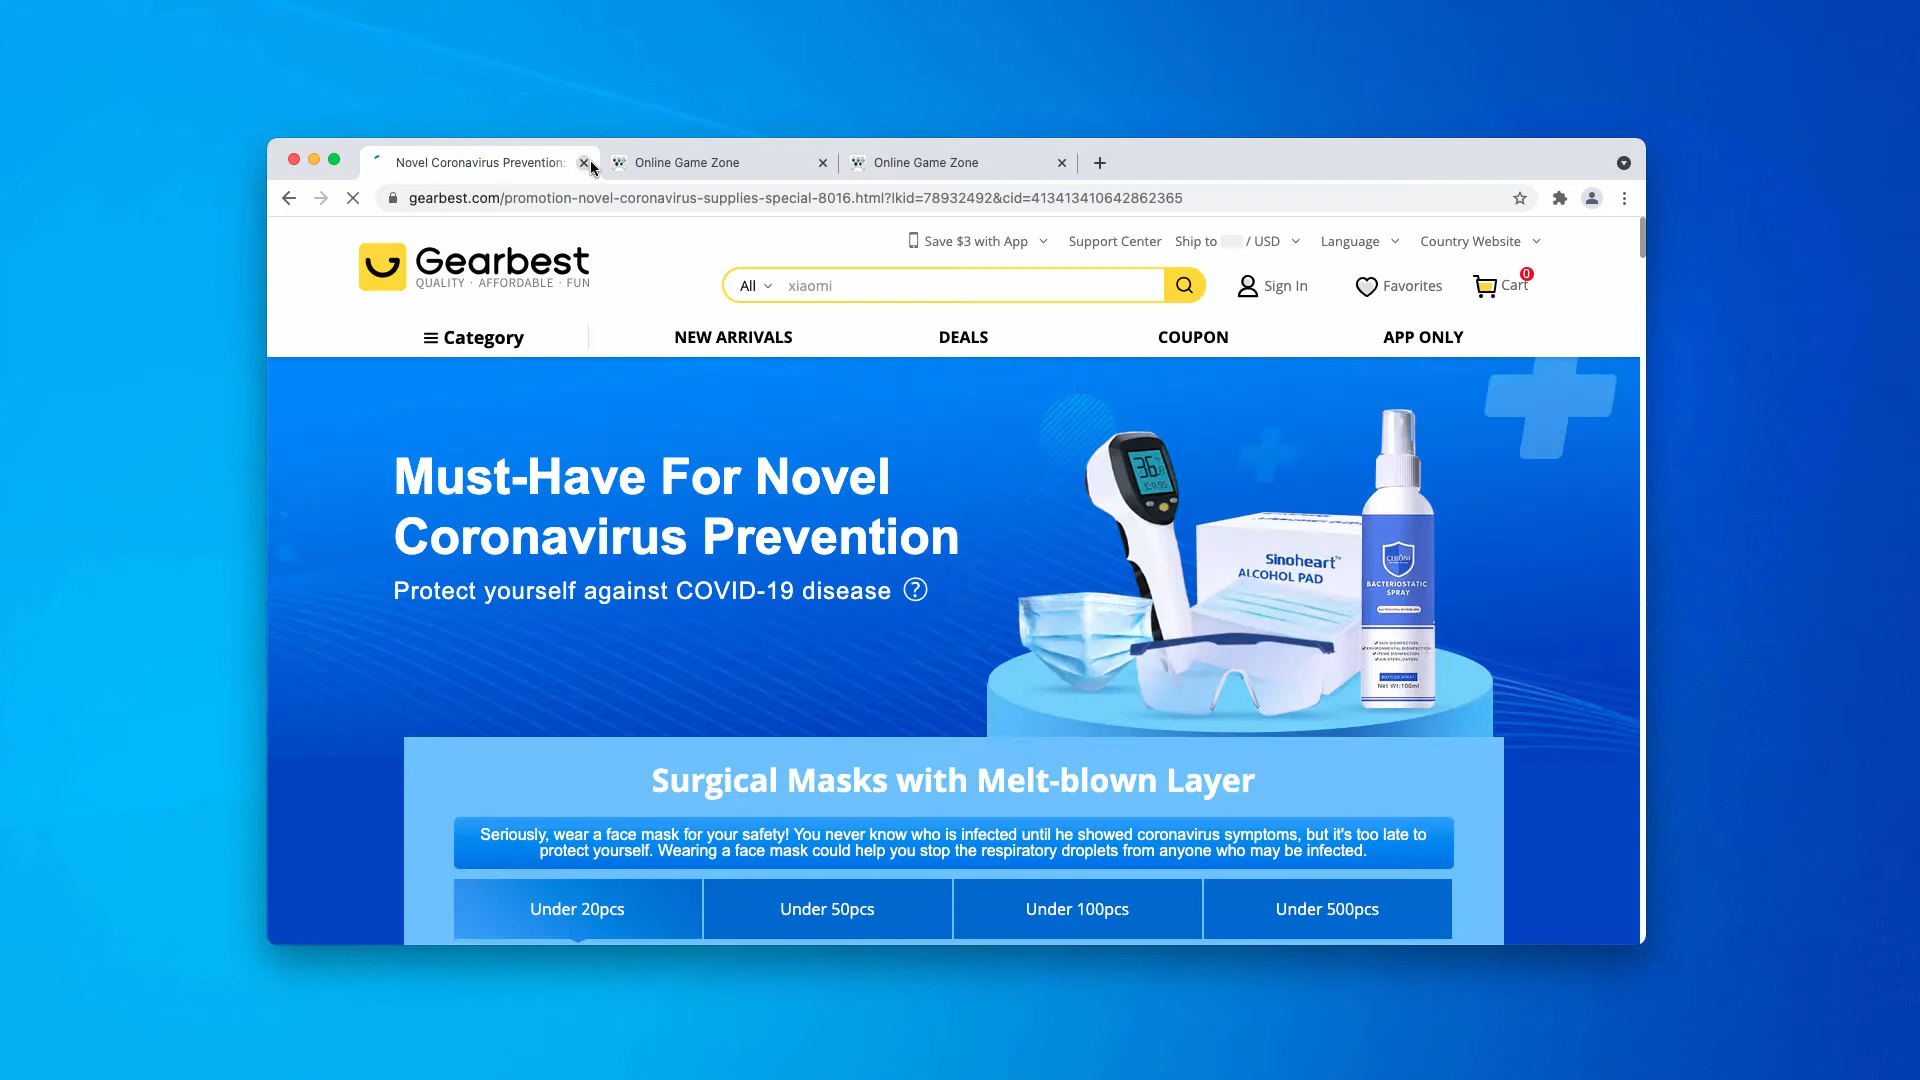 Novel Coronavirus Prevention:
Online Game Zone
Online Game Zone
gearbest.com/promotion-novel-coronavirus-supplies-special-8016.html?lkid=78932492&cid=413413410642862365
Save $3 with App
Support Center
Ship to / USD
Language
Country Website
Gearbest
QUALITY · AFFORDABLE · FUN
All
xiaomi
Sign In
Favorites
Cart
0
Category
NEW ARRIVALS
DEALS
COUPON
APP ONLY
Must-Have For Novel
Coronavirus Prevention
Protect yourself against COVID-19 disease ?
Sinoheart™
ALCOHOL PAD
BACTERIOSTATIC
SPRAY
Net Wt:100ml
Surgical Masks with Melt-blown Layer
Seriously, wear a face mask for your safety! You never know who is infected until he showed coronavirus symptoms, but it's too late to
protect yourself. Wearing a face mask could help you stop the respiratory droplets from anyone who may be infected.
Under 20pcs
Under 50pcs
Under 100pcs
Under 500pcs